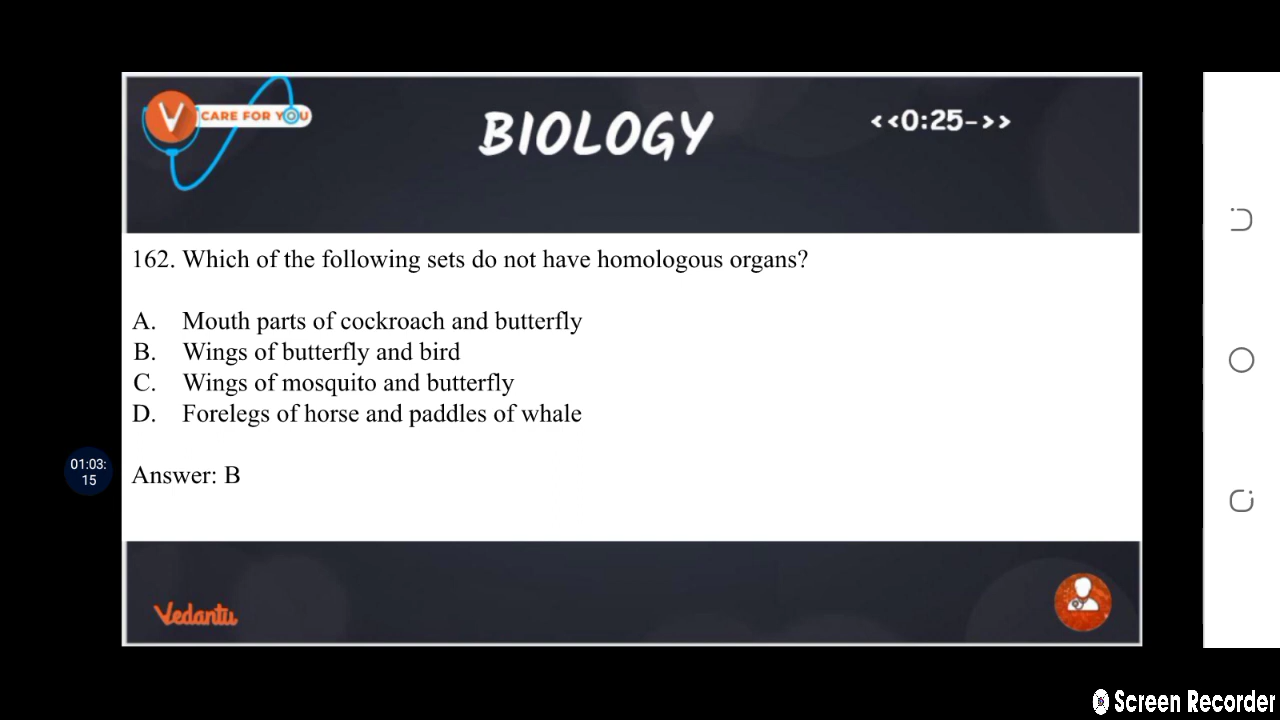 V CARE FOR YOU
BIOLOGY
<<0:25->>
162. Which of the following sets do not have homologous organs?
A. Mouth parts of cockroach and butterfly
B. Wings of butterfly and bird
C. Wings of mosquito and butterfly
D. Forelegs of horse and paddles of whale
01:03:
15
Answer: B
Vedantu
Screen Recorder